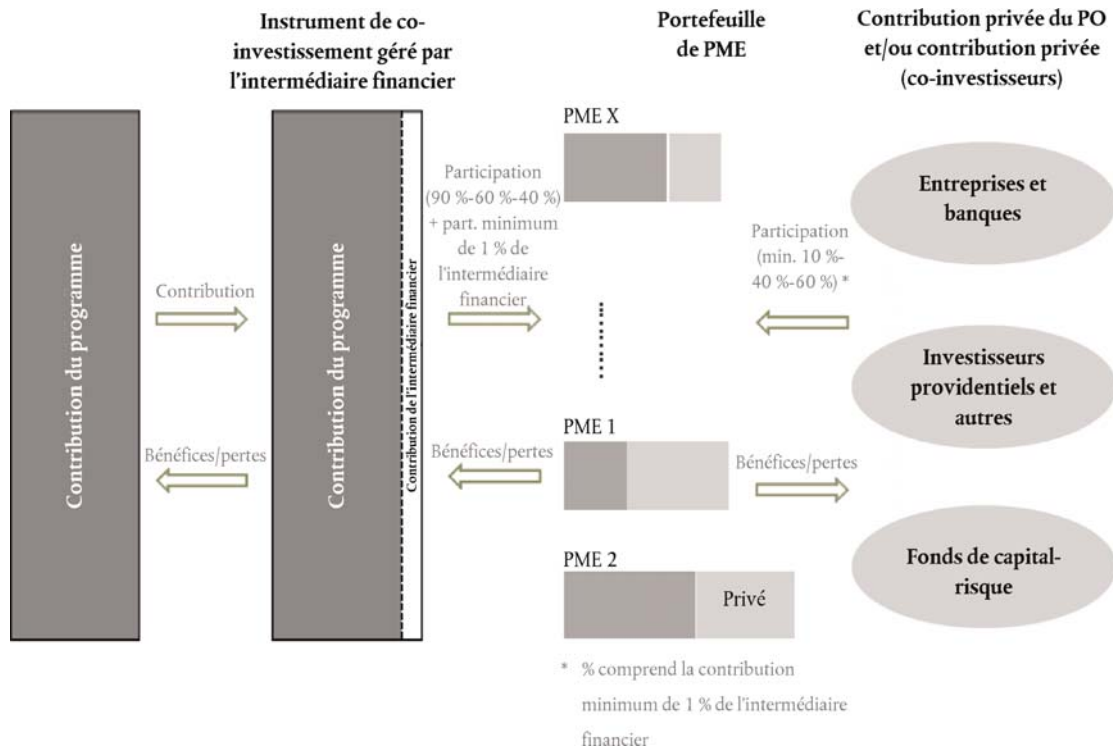 Instrument de co-
investissement géré par
l'intermédiaire financier
Portefeuille
de PME
Contribution privée du PO
et/ou contribution privée
(co-investisseurs)
Contribution du programme
Contribution
Bénéfices/pertes
Contribution du programme
Contribution de l'intermédiaire financier
Participation
(90 %-60 %-40 %)
+ part. minimum
de 1 % de
l'intermédiaire
financier
Bénéfices/pertes
PME X
PME 1
PME 2
Privé
* % comprend la contribution
minimum de 1 % de l'intermédiaire
financier
Participation
(min. 10 %-
40 %-60 %) *
Bénéfices/pertes
Entreprises et
banques
Investisseurs
providentiels et
autres
Fonds de capital-
risque